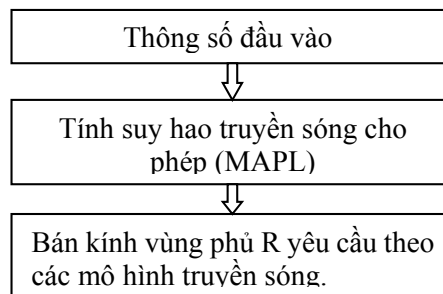 Thông số đầu vào
Tính suy hao truyền sóng cho
phép (MAPL)
Bán kính vùng phủ R yêu cầu theo
các mô hình truyền sóng.